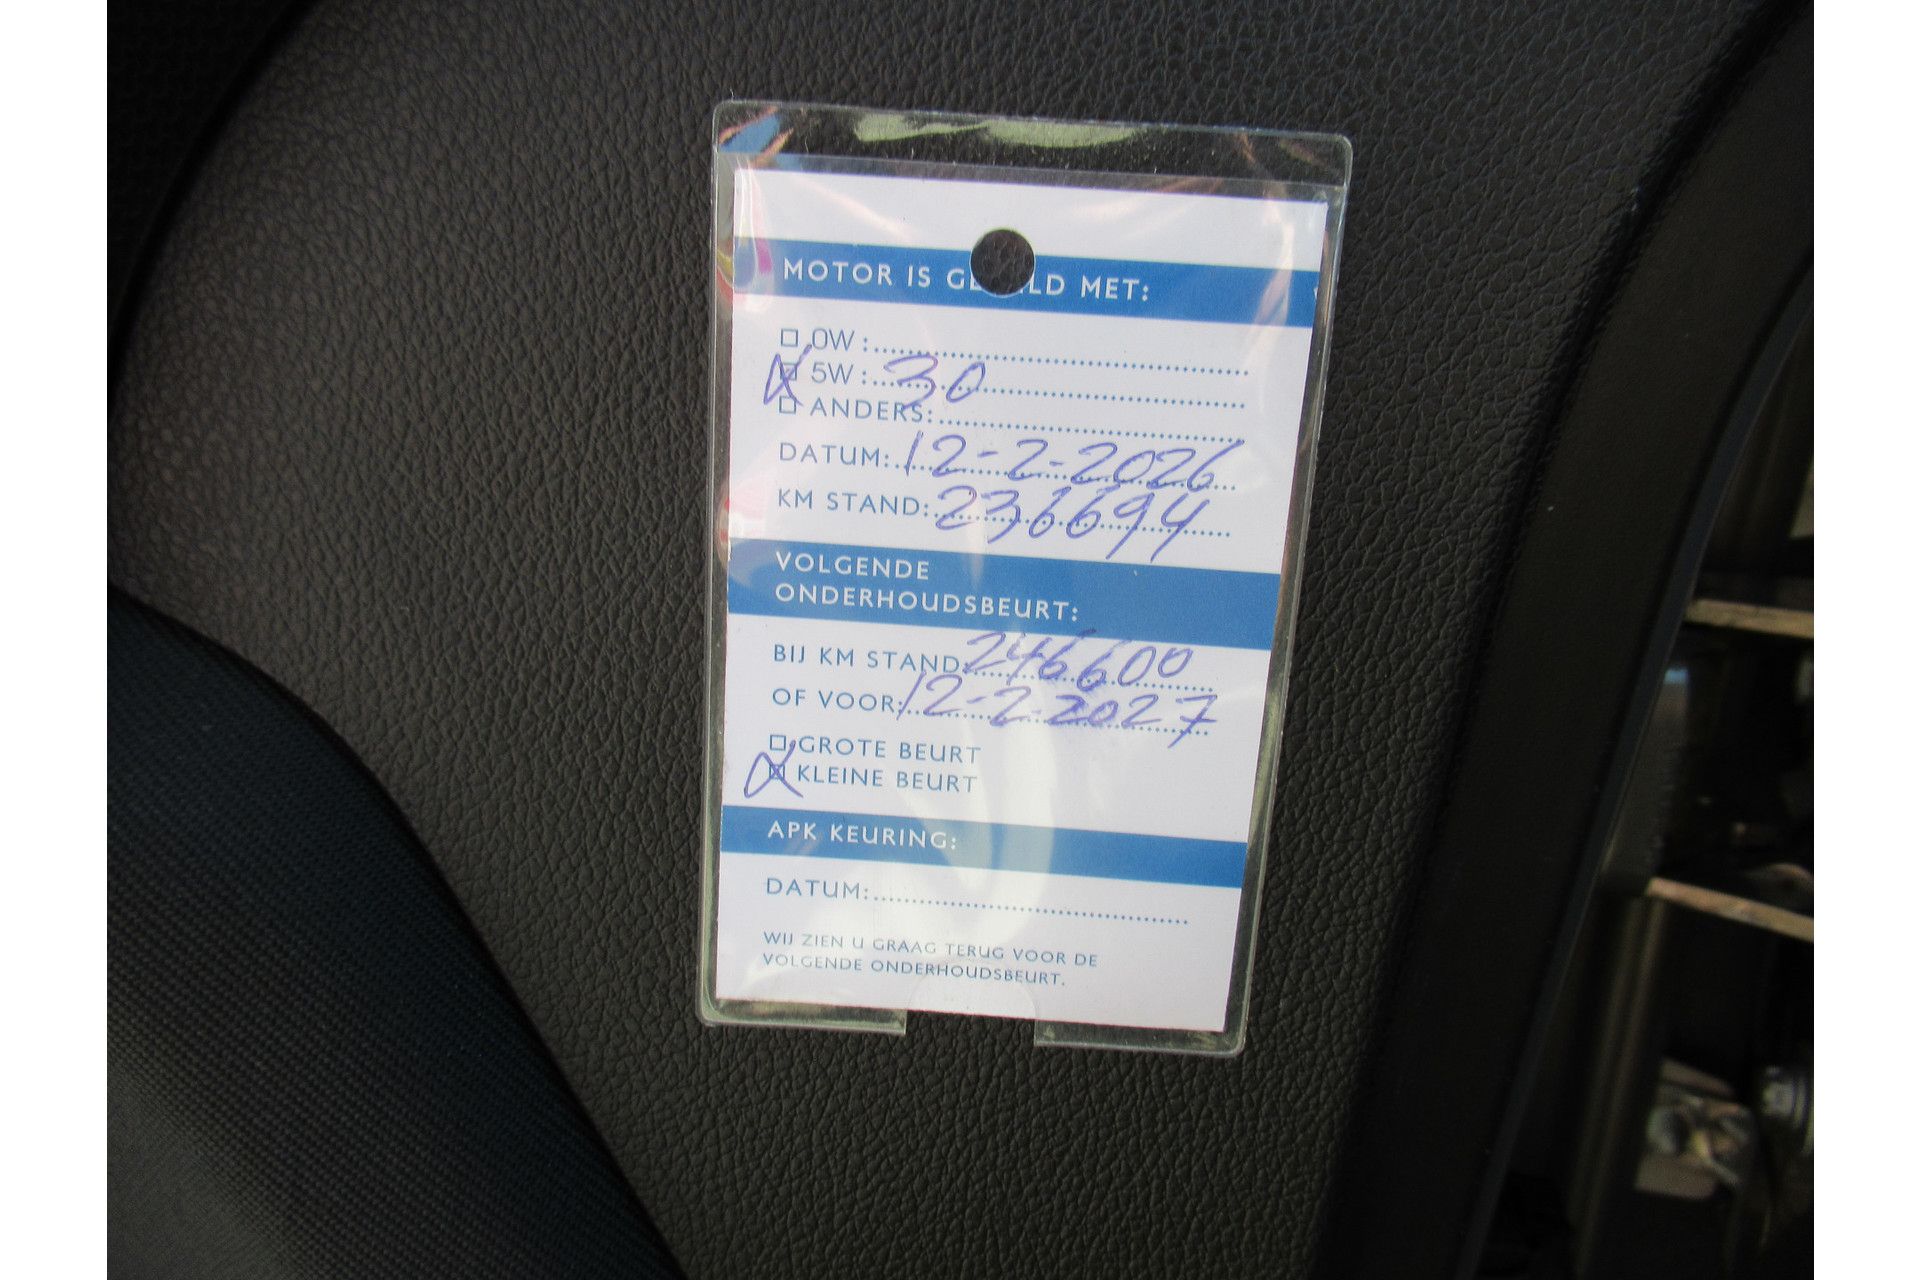 MOTOR IS GEVULD MET:
0W :
5W : 30
ANDERS:
DATUM: 12-2-2026
KM STAND: 236694
VOLGENDE
ONDERHOUDSBEURT:
BIJ KM STAND: 246600
OF VOOR: 12-2-2027
GROTE BEURT
KLEINE BEURT
APK KEURING:
DATUM:
WIJ ZIEN U GRAAG TERUG VOOR DE
VOLGENDE ONDERHOUDSBEURT.